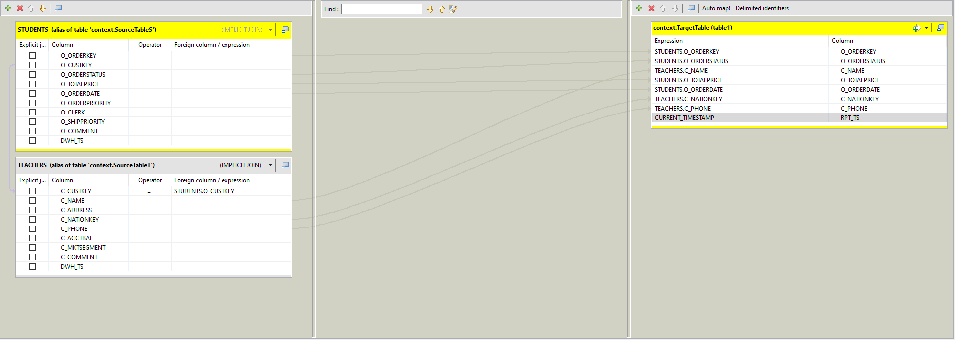 Find:
Auto map! Delimited identifiers
STUDENTS (alias of table 'context.SourceTableS')
Explicit j... Column Operator Foreign column / expression
O_ORDERKEY
O_CUSTKEY
O_ORDERSTATUS
O_TOTALPRICE
O_ORDERDATE
O_ORDERPRIORITY
O_CLERK
O_SHIPPRIORITY
O_COMMENT
DWH_TS
TEACHERS (alias of table 'context.SourceTableT') (IMPLICIT JOIN)
Explicit j... Column Operator Foreign column / expression
C_CUSTKEY = STUDENTS.O_CUSTKEY
C_NAME
C_ADDRESS
C_NATIONKEY
C_PHONE
C_ACCTBAL
C_MKTSEGMENT
C_COMMENT
DWH_TS
context.TargetTable (table1)
Expression Column
STUDENTS.O_ORDERKEY O_ORDERKEY
STUDENTS.O_ORDERSTATUS O_ORDERSTATUS
TEACHERS.C_NAME C_NAME
STUDENTS.O_TOTALPRICE O_TOTALPRICE
STUDENTS.O_ORDERDATE O_ORDERDATE
TEACHERS.C_NATIONKEY C_NATIONKEY
TEACHERS.C_PHONE C_PHONE
CURRENT_TIMESTAMP RPT_TS